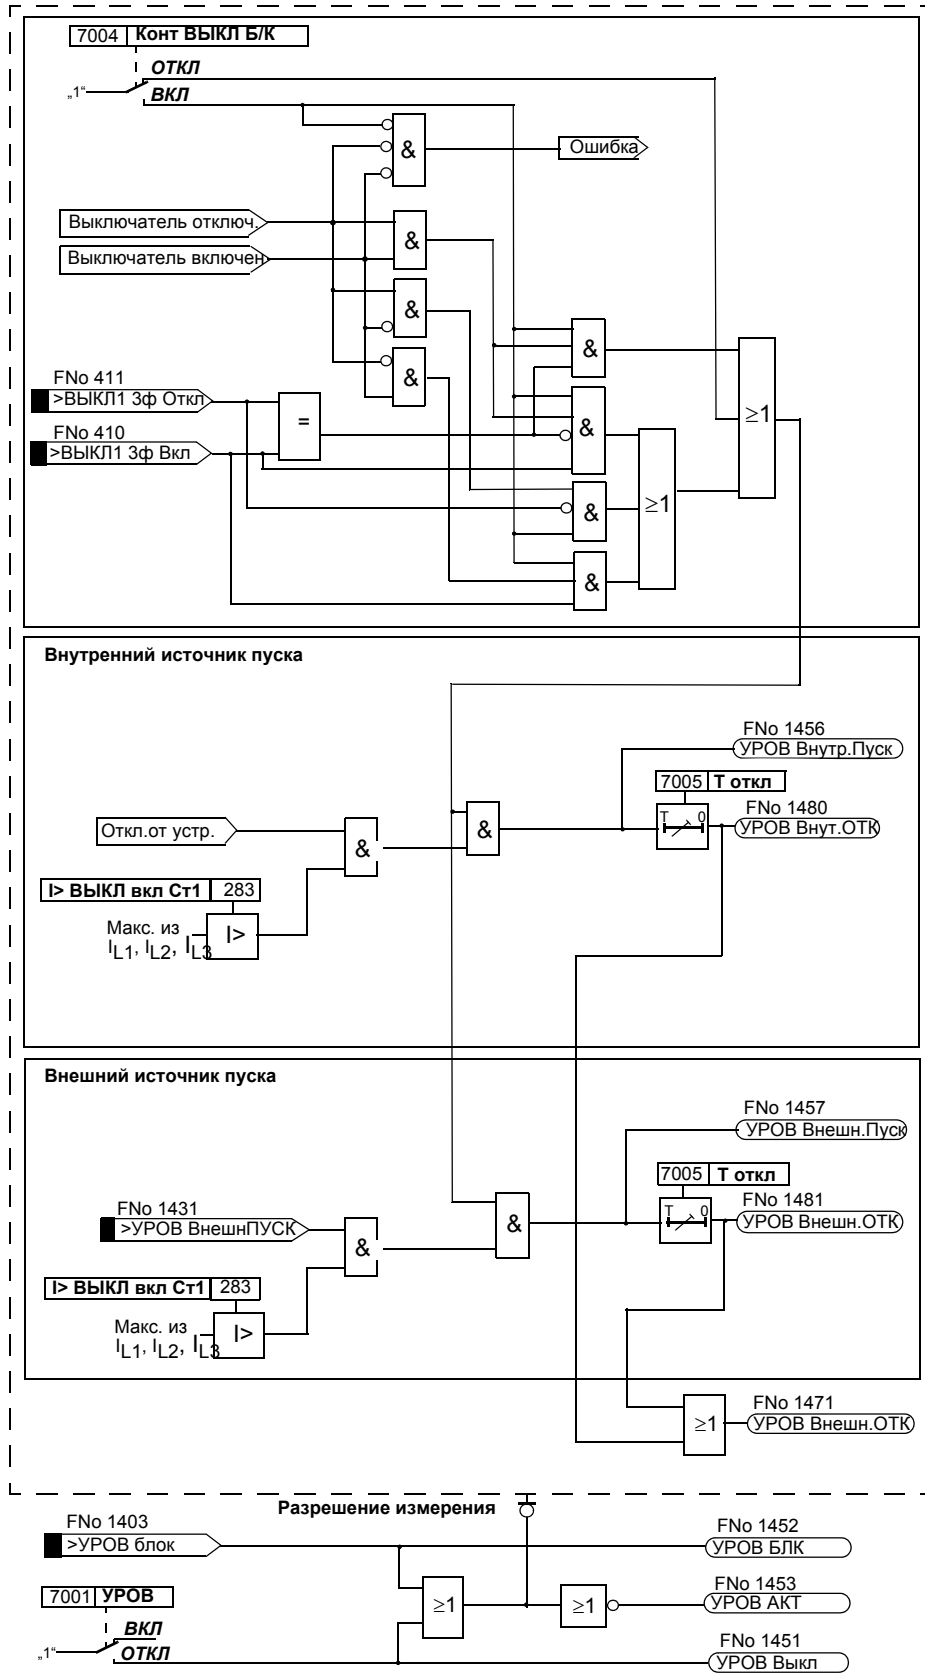 7004 Конт ВЫКЛ Б/К
ОТКЛ
„1“
ВКЛ
&
Ошибка
Выключатель отключ.
&
Выключатель включен
&
&
&
FNo 411
>ВЫКЛ1 3ф Откл
=
≥1
&
FNo 410
>ВЫКЛ1 3ф Вкл
&
≥1
&
Внутренний источник пуска
FNo 1456
УРОВ Внутр.Пуск
7005 Т откл
FNo 1480
T 0
УРОВ Внут.ОТК
Откл.от устр.
&
&
I> ВЫКЛ вкл Ст1 283
Макс. из
I>
IL1, IL2, IL3
Внешний источник пуска
FNo 1457
УРОВ Внешн.Пуск
7005 Т откл
FNo 1481
T 0
УРОВ Внешн.ОТК
FNo 1431
>УРОВ ВнешнПУСК
&
&
I> ВЫКЛ вкл Ст1 283
Макс. из
I>
IL1, IL2, IL3
FNo 1471
≥1
УРОВ Внешн.ОТК
Разрешение измерения
FNo 1403
>УРОВ блок
FNo 1452
УРОВ БЛК
7001 УРОВ
≥1
≥1
FNo 1453
УРОВ АКТ
ВКЛ
„1“
ОТКЛ
FNo 1451
УРОВ Выкл